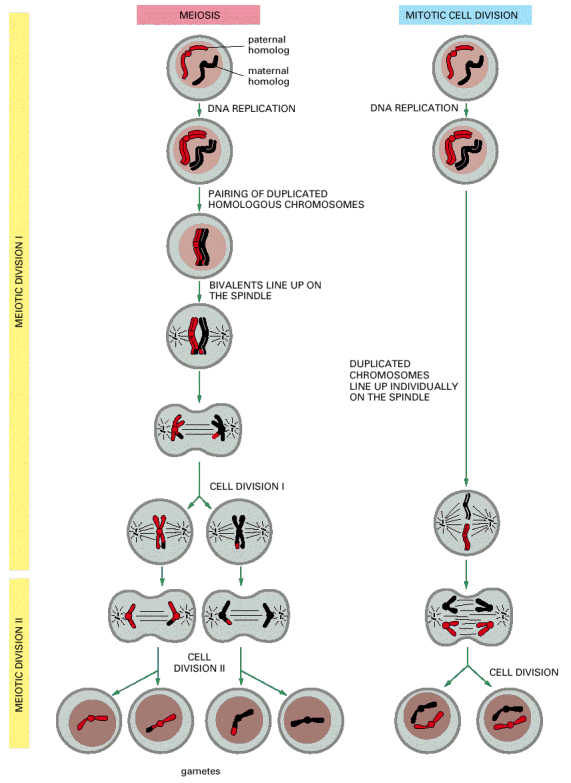 MEIOSIS
MITOTIC CELL DIVISION
paternal
homolog
maternal
homolog
DNA REPLICATION
DNA REPLICATION
PAIRING OF DUPLICATED
HOMOLOGOUS CHROMOSOMES
BIVALENTS LINE UP ON
THE SPINDLE
MEIOTIC DIVISION I
DUPLICATED
CHROMOSOMES
LINE UP INDIVIDUALLY
ON THE SPINDLE
CELL DIVISION I
MEIOTIC DIVISION II
CELL
DIVISION II
CELL DIVISION
gametes